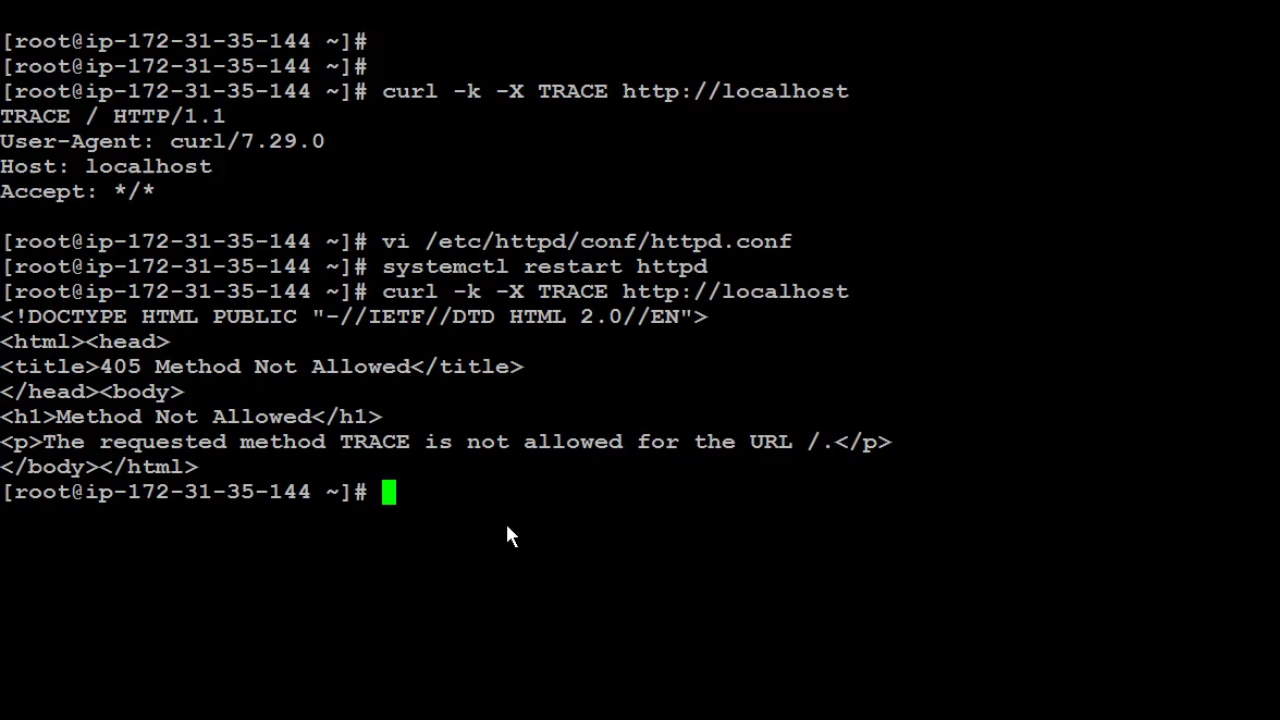 [root@ip-172-31-35-144 ~]#
[root@ip-172-31-35-144 ~]#
[root@ip-172-31-35-144 ~]# curl -k -X TRACE http://localhost
TRACE / HTTP/1.1
User-Agent: curl/7.29.0
Host: localhost
Accept: */*
[root@ip-172-31-35-144 ~]# vi /etc/httpd/conf/httpd.conf
[root@ip-172-31-35-144 ~]# systemctl restart httpd
[root@ip-172-31-35-144 ~]# curl -k -X TRACE http://localhost
<!DOCTYPE HTML PUBLIC "-//IETF//DTD HTML 2.0//EN">
<html><head>
<title>405 Method Not Allowed</title>
</head><body>
<h1>Method Not Allowed</h1>
<p>The requested method TRACE is not allowed for the URL /.</p>
</body></html>
[root@ip-172-31-35-144 ~]#